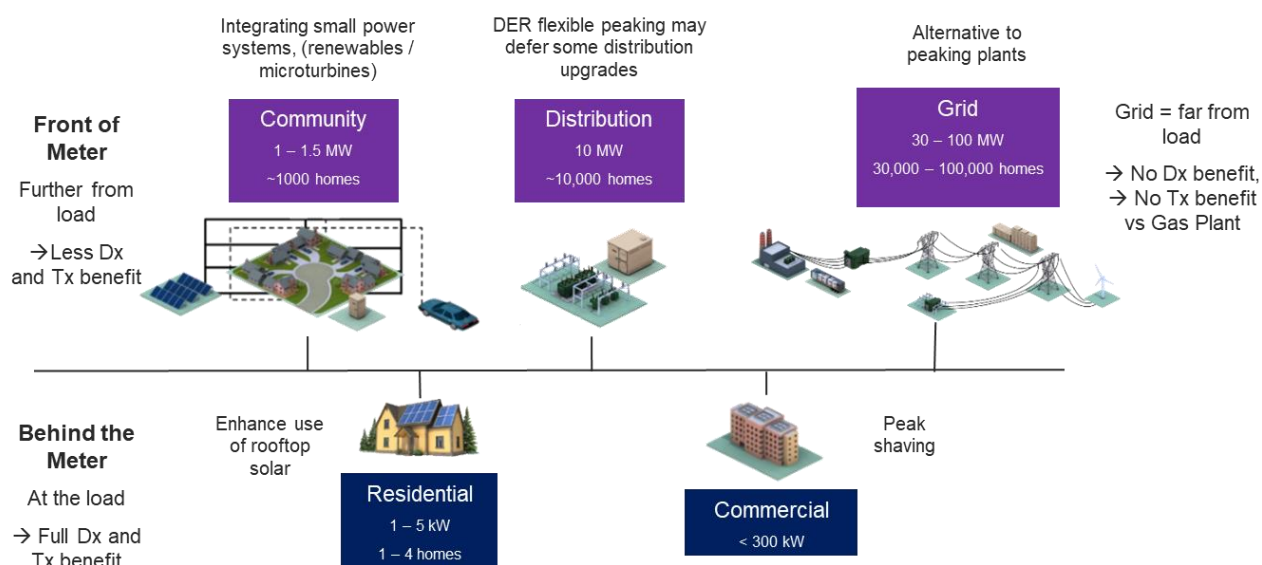 Integrating small power
systems, (renewables /
microturbines)
DER flexible peaking may
defer some distribution
upgrades
Alternative to
peaking plants
Front of
Meter
Further from
load
→Less Dx
and Tx benefit
Community
1 – 1.5 MW
~1000 homes
Distribution
10 MW
~10,000 homes
Grid
30 – 100 MW
30,000 – 100,000 homes
Grid = far from
load
→ No Dx benefit,
→ No Tx benefit
vs Gas Plant
Behind the
Meter
At the load
→ Full Dx and
Tx benefit
Enhance use
of rooftop
solar
Residential
1 – 5 kW
1 – 4 homes
Commercial
< 300 kW
Peak
shaving